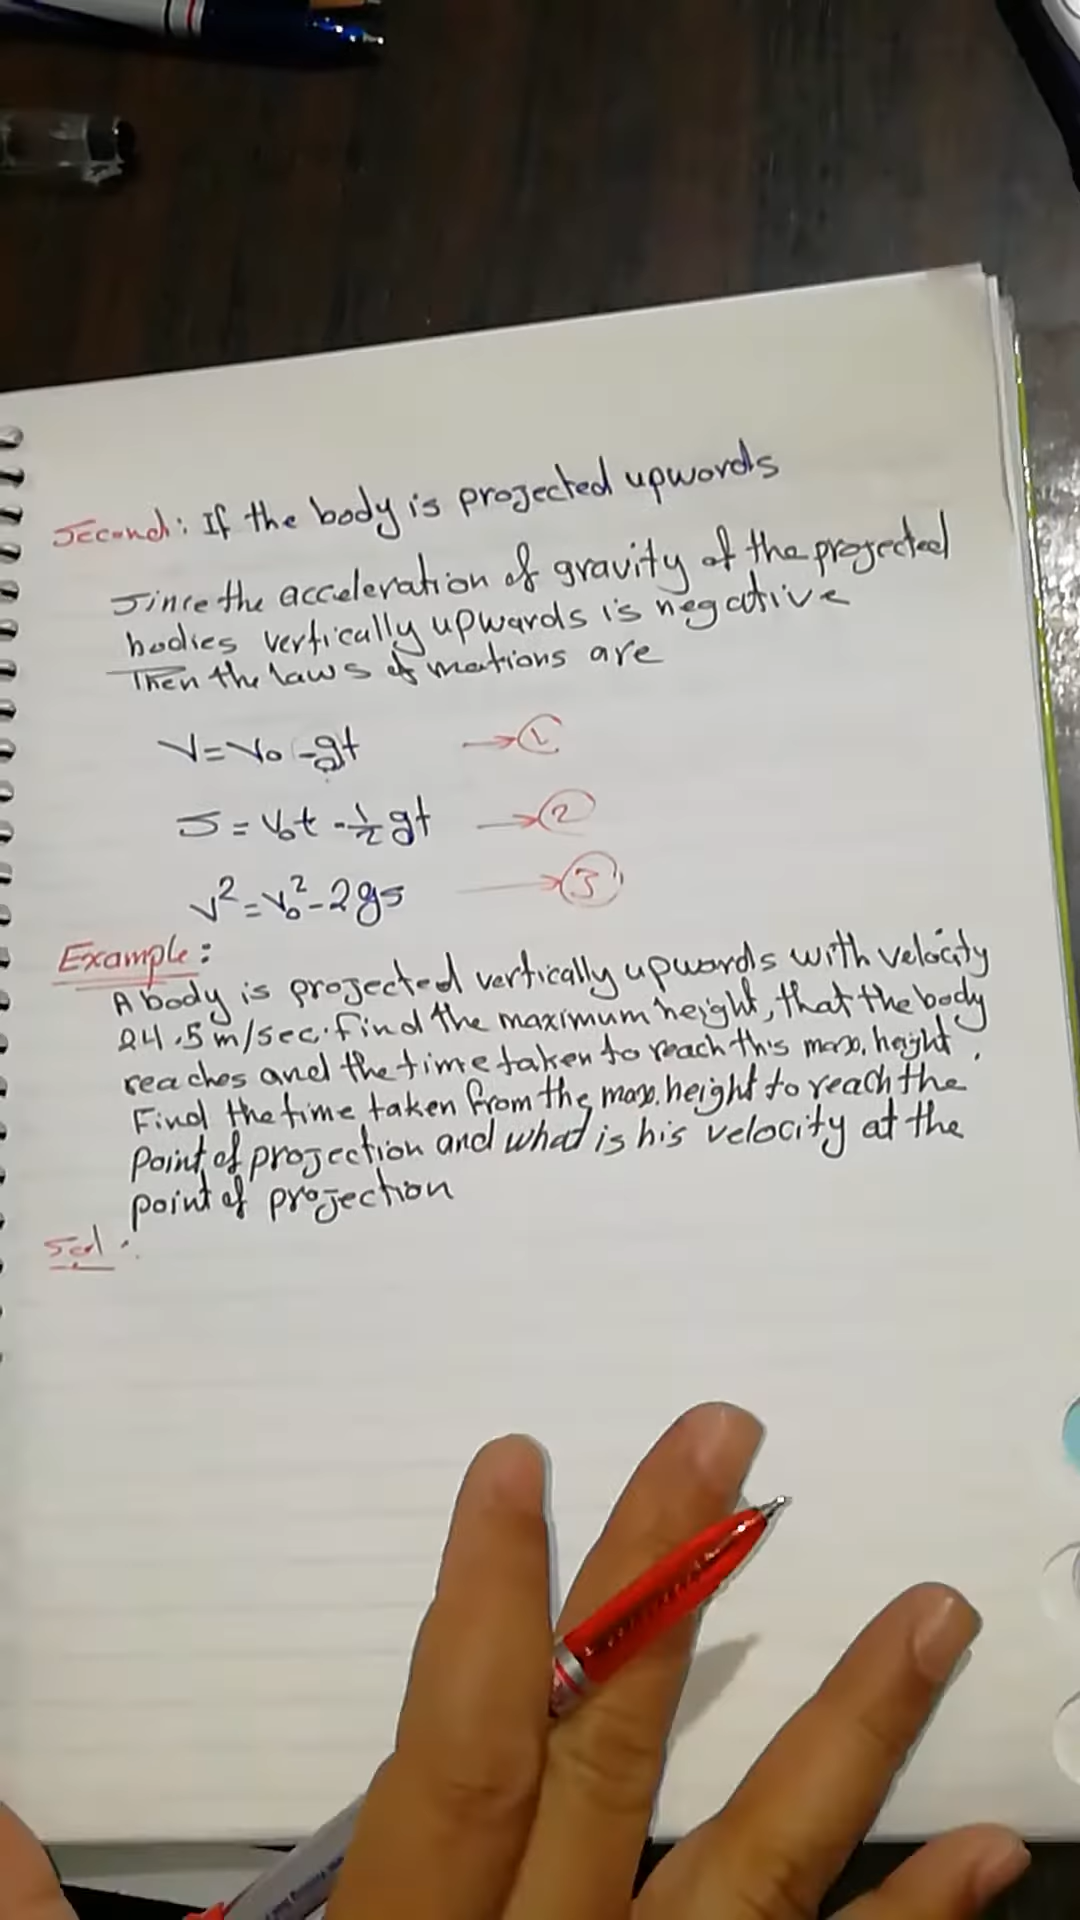 Second: If the body is projected upwords
Since the acceleration of gravity of the projected
bodies vertically upwards is negative
Then the laws of motions are
V = V₀ - gt → ①
S = V₀t - ½ gt → ②
V² = V₀² - 2gs → ③
Example:
A body is projected vertically upwards with velocity
24.5 m/sec. find the maximum height, that the body
reaches and the time taken to reach this max. height.
Find the time taken from the max. height to reach the
point of projection and what is his velocity at the
point of projection
Sol: